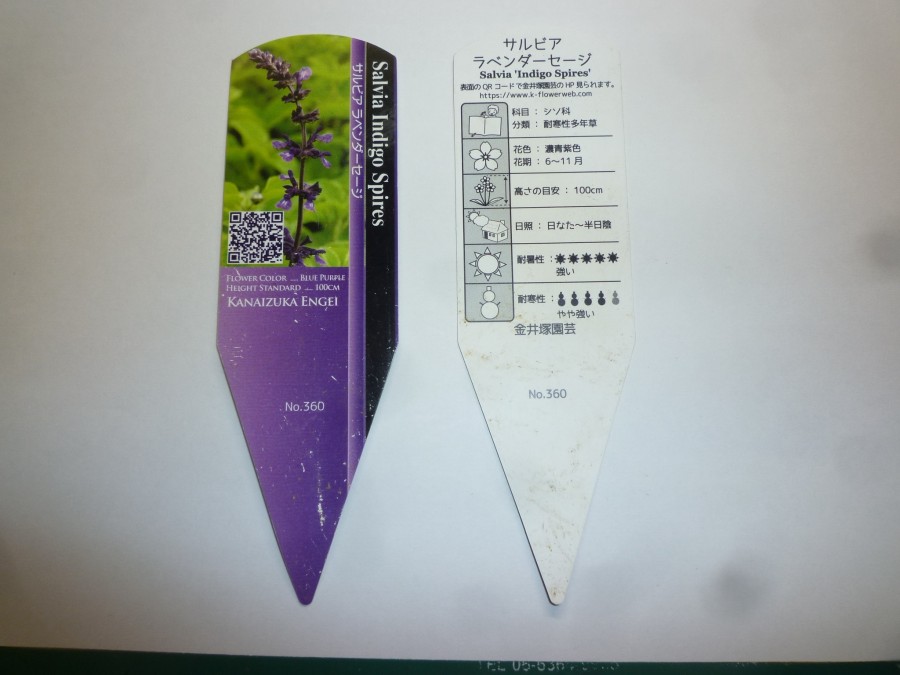 Salvia Indigo Spires
サルビア ラベンダーセージ
FLOWER COLOR .... BLUE PURPLE
HEIGHT STANDARD .... 100CM
KANAIZUKA ENGEI
No.360
サルビア
ラベンダーセージ
Salvia 'Indigo Spires'
表面のQRコードで金井塚園芸のHP見られます。
https://www.k-flowerweb.com
科目：シソ科
分類：耐寒性多年草
花色：濃青紫色
花期：6〜11月
高さの目安：100cm
日照：日なた〜半日陰
耐暑性：
強い
耐寒性：
やや強い
金井塚園芸
No.360